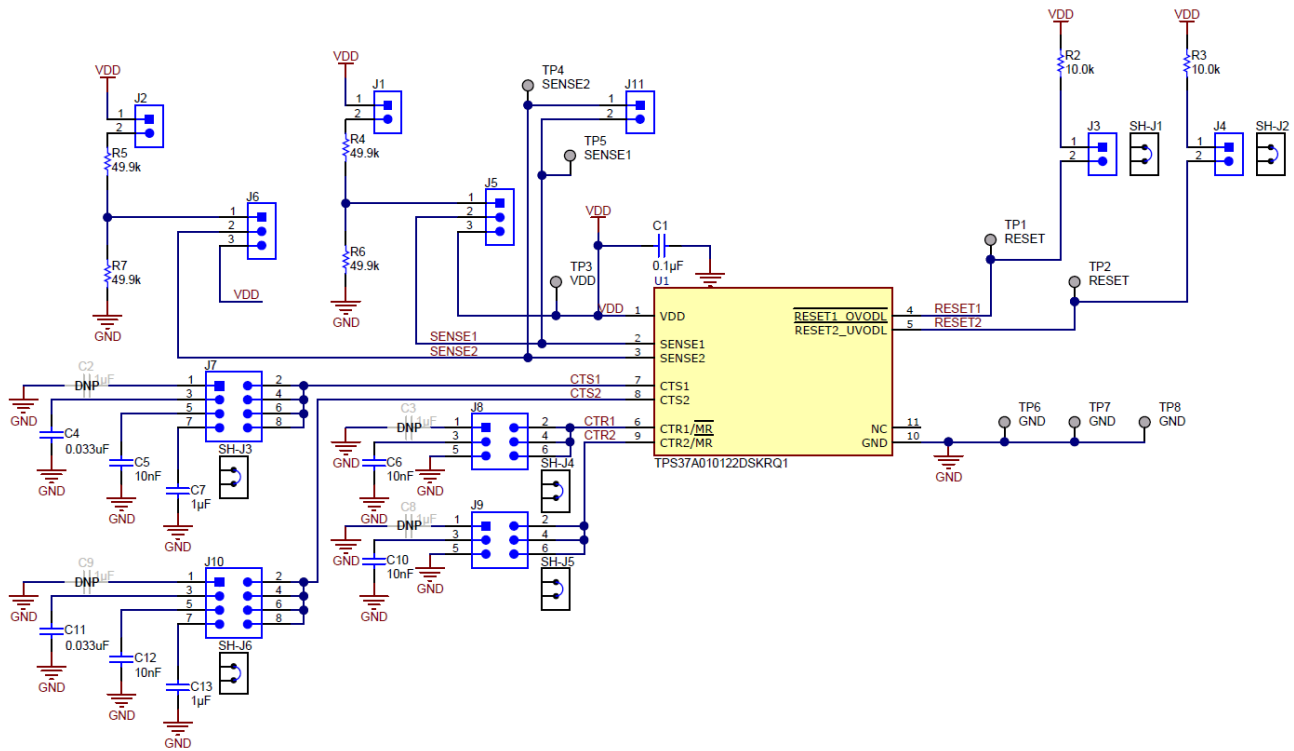 VDD
VDD
VDD
VDD
R2
10.0k
R3
10.0k
TP4
SENSE2
J2
1
2
J1
1
2
J11
1
2
R5
49.9k
R4
49.9k
TP5
SENSE1
J3
1
2
SH-J1
J4
1
2
SH-J2
J6
1
2
3
J5
1
2
3
VDD
C1
0.1µF
TP1
RESET
R7
49.9k
R6
49.9k
TP3
VDD
TP2
RESET
VDD
GND
GND
U1
VDD
1
VDD
RESET1_OVODL
4
RESET1
RESET2_UVODL
5
RESET2
SENSE1
2
SENSE1
SENSE2
3
SENSE2
C2
1µF
DNP
J7
1
2
3
4
5
6
7
8
CTS1
7
CTS1
CTS2
8
CTS2
GND
C4
0.033uF
GND
C5
10nF
GND
C7
1µF
GND
SH-J3
C3
1µF
DNP
J8
1
2
3
4
5
6
CTR1
6
CTR1/MR
CTR2
9
CTR2/MR
NC
11
GND
10
TP6
GND
TP7
GND
TP8
GND
GND
TPS37A010122DSKRQ1
GND
C6
10nF
GND
GND
SH-J4
C8
1µF
DNP
J9
1
2
3
4
5
6
GND
C10
10nF
GND
GND
SH-J5
C9
1µF
DNP
J10
1
2
3
4
5
6
7
8
GND
C11
0.033uF
GND
C12
10nF
GND
C13
1µF
GND
SH-J6